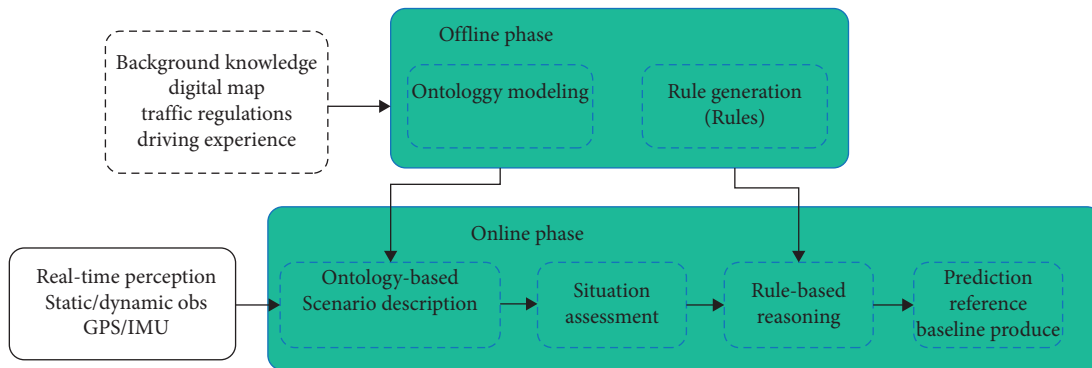 Offline phase
Background knowledge
digital map
traffic regulations
driving experience
Ontologgy modeling
Rule generation
(Rules)
Online phase
Real-time perception
Static/dynamic obs
GPS/IMU
Ontology-based
Scenario description
Situation
assessment
Rule-based
reasoning
Prediction
reference
baseline produce